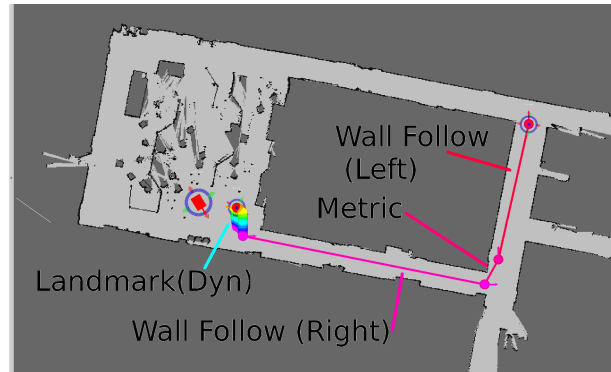 Wall Follow
(Left)
Metric
Landmark(Dyn)
Wall Follow (Right)